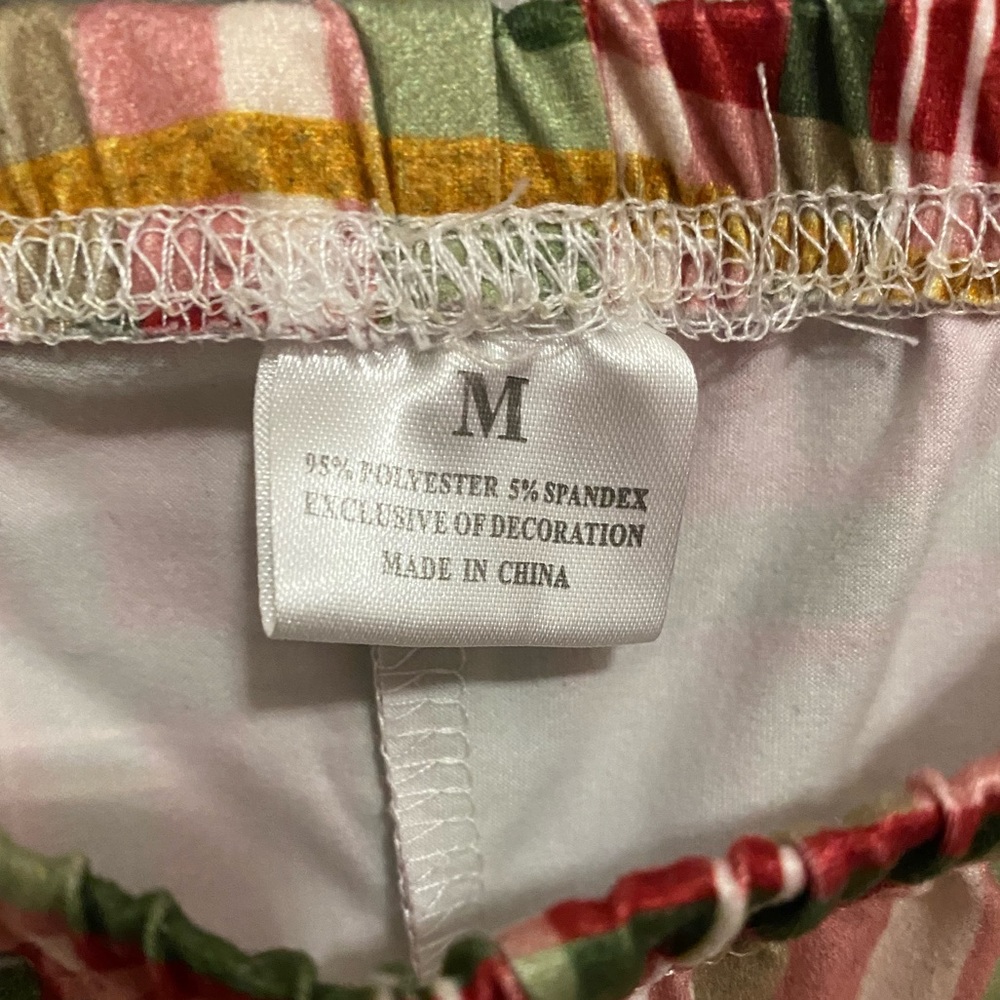 M
95% POLYESTER 5% SPANDEX
EXCLUSIVE OF DECORATION
MADE IN CHINA